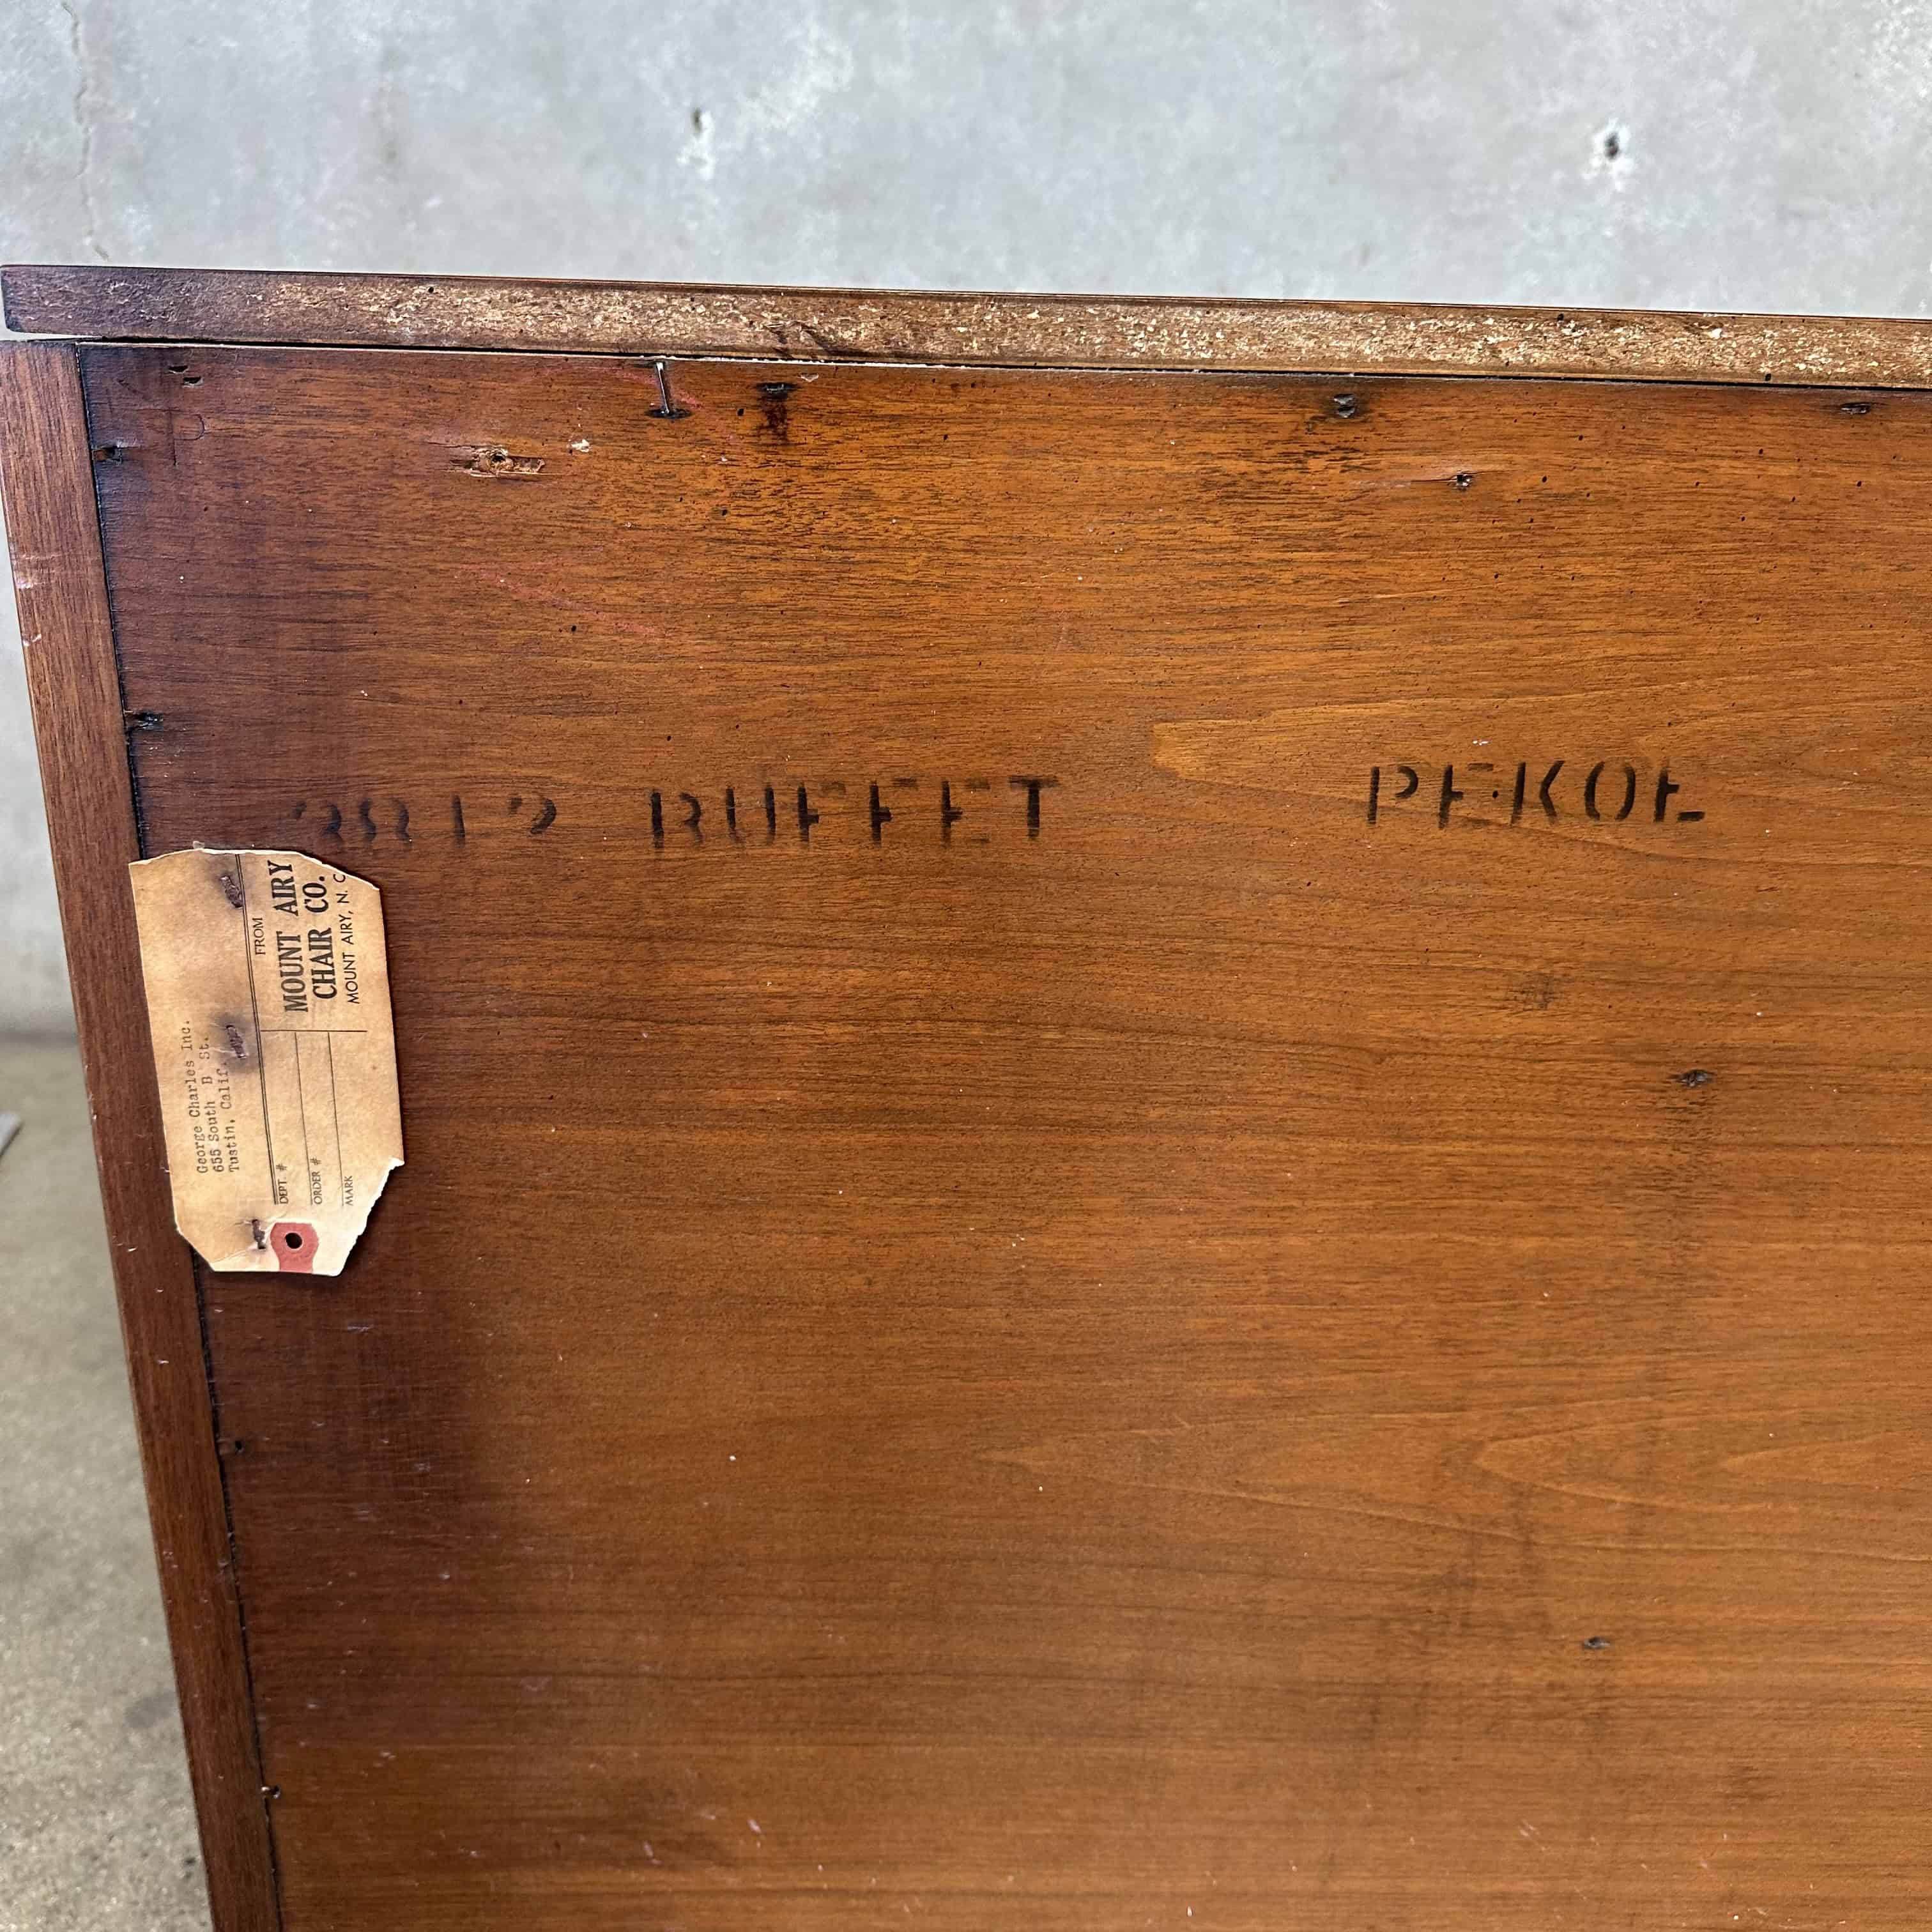 BUFFET PEKOE
FROM
MOUNT AIRY
CHAIR CO.
MOUNT AIRY, N. C
George Charles Inc.
655 South B St.
Tustin, Calif.
DEPT. #
ORDER #
MARK